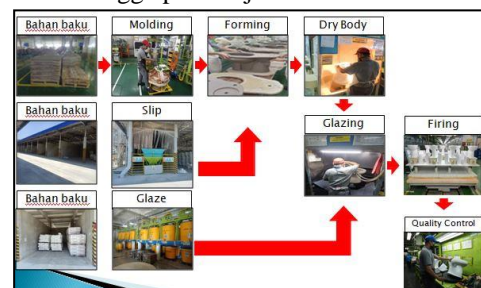 Bahan baku
Molding
Forming
Dry Body
Bahan baku
Slip
Glazing
Firing
Bahan baku
Glaze
Quality Control